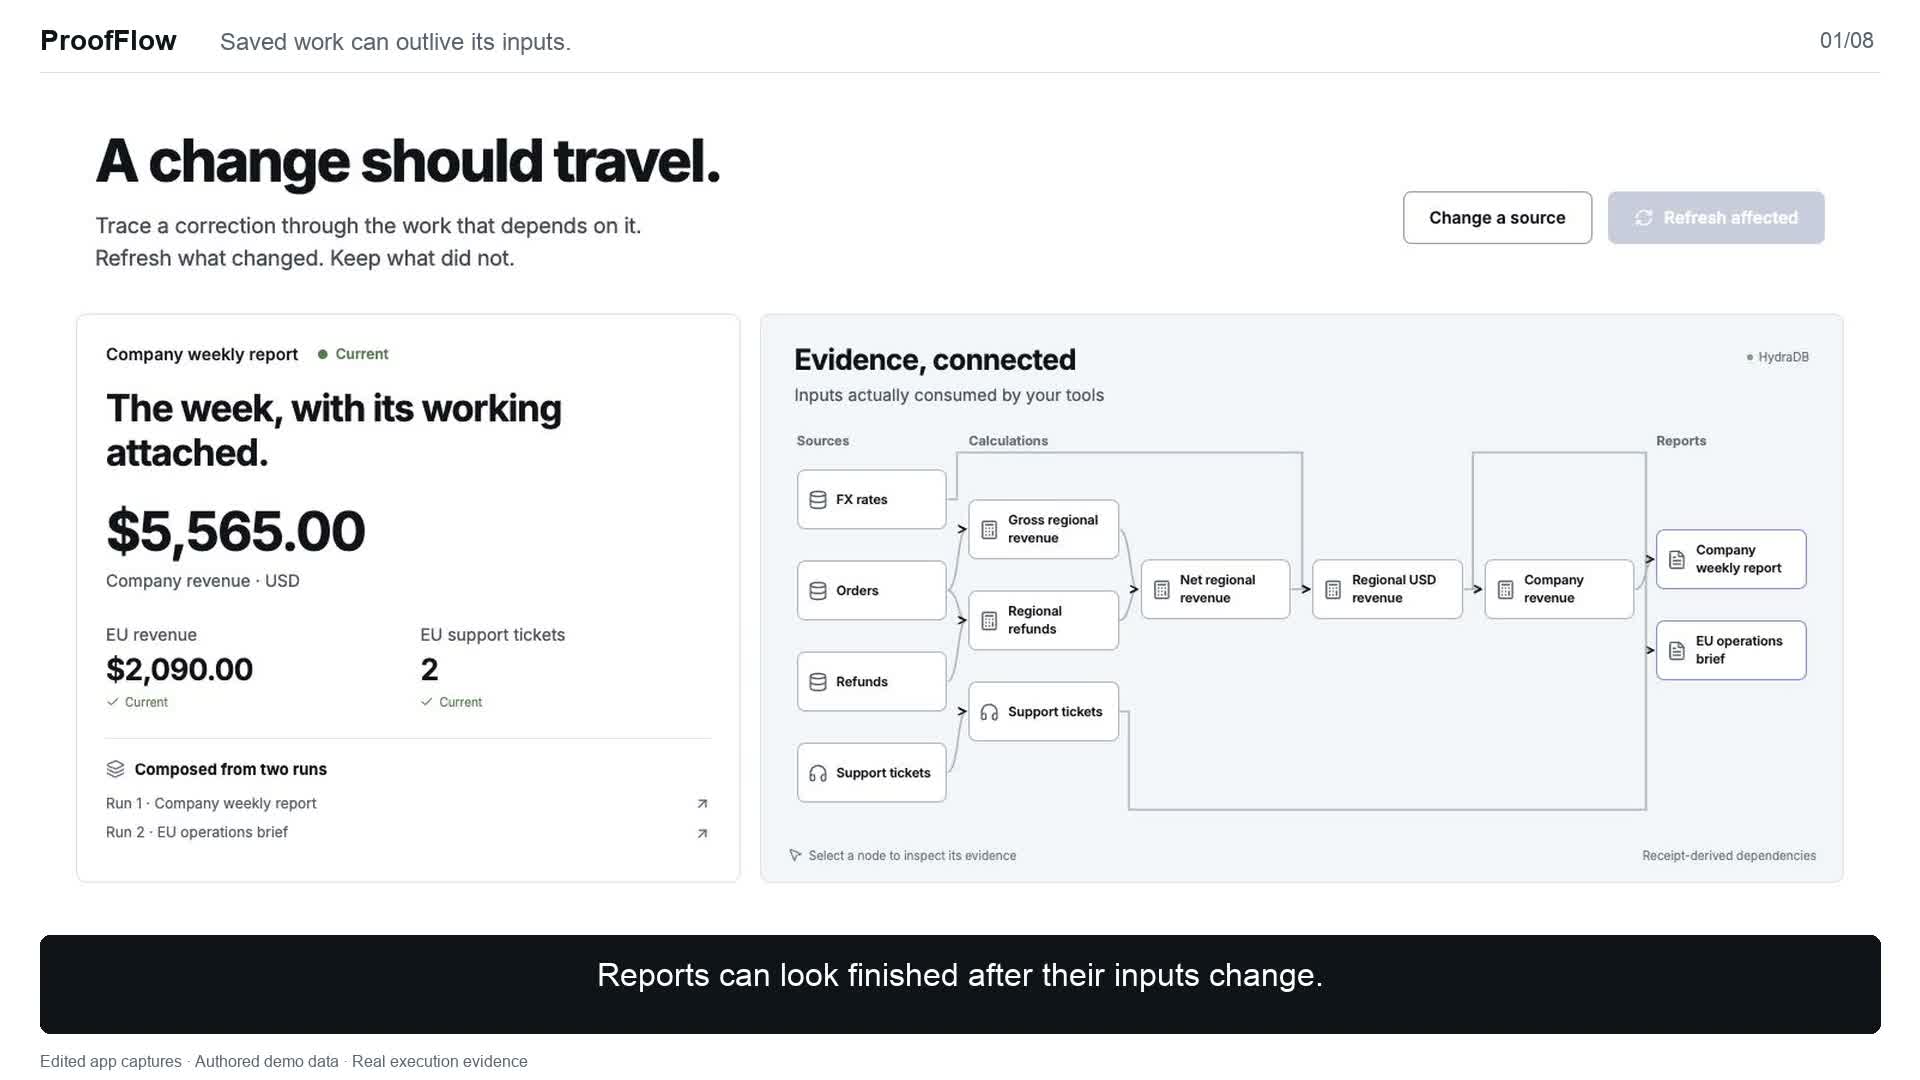 ProofFlow
Saved work can outlive its inputs.
01/08
A change should travel.
Trace a correction through the work that depends on it.
Refresh what changed. Keep what did not.
Change a source
Refresh affected
Company weekly report
Current
The week, with its working
attached.
$5,565.00
Company revenue · USD
EU revenue
$2,090.00
Current
EU support tickets
2
Current
Composed from two runs
Run 1 · Company weekly report
Run 2 · EU operations brief
Evidence, connected
HydraDB
Inputs actually consumed by your tools
Sources
Calculations
Reports
FX rates
Orders
Refunds
Support tickets
Gross regional
revenue
Regional
refunds
Support tickets
Net regional
revenue
Regional USD
revenue
Company
revenue
Company
weekly report
EU operations
brief
Select a node to inspect its evidence
Receipt-derived dependencies
Reports can look finished after their inputs change.
Edited app captures · Authored demo data · Real execution evidence